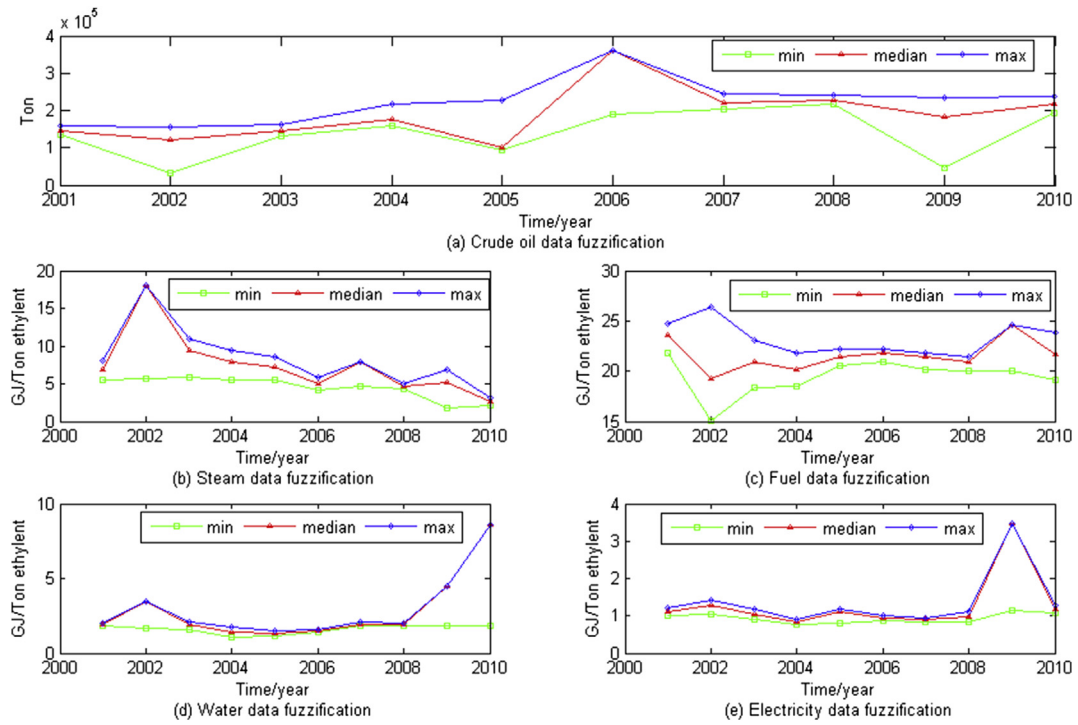 × 10^5
4
3
2
1
0
Ton
min median max
2001 2002 2003 2004 2005 2006 2007 2008 2009 2010
Time/year
(a) Crude oil data fuzzification
20
15
10
5
0
GJ/Ton ethylent
min median max
2000 2002 2004 2006 2008 2010
Time/year
(b) Steam data fuzzification
30
25
20
15
GJ/Ton ethylent
min median max
2000 2002 2004 2006 2008 2010
Time/year
(c) Fuel data fuzzification
10
5
0
GJ/Ton ethylent
min median max
2000 2002 2004 2006 2008 2010
Time/year
(d) Water data fuzzification
4
3
2
1
0
GJ/Ton ethylent
min median max
2000 2002 2004 2006 2008 2010
Time/year
(e) Electricity data fuzzification